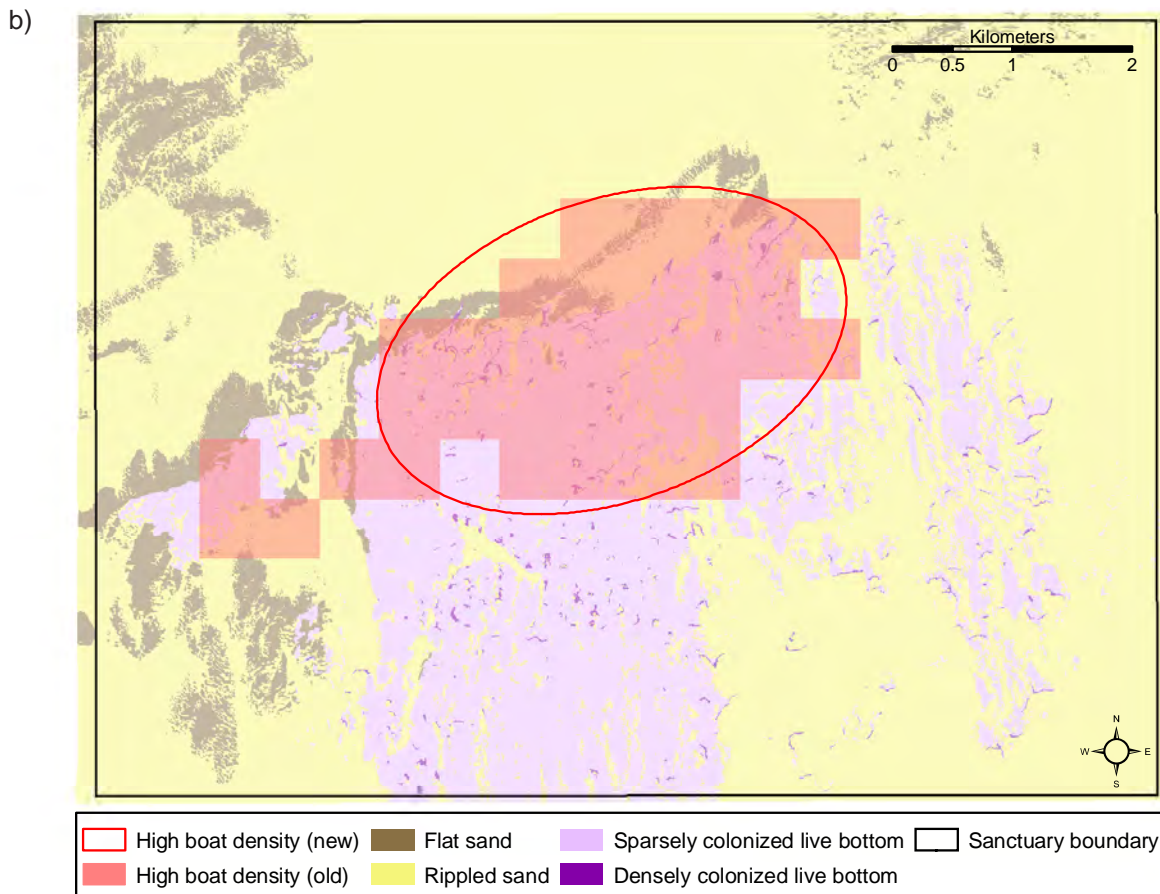 b)
Kilometers
0 0.5 1 2
N
W E
S
High boat density (new) Flat sand Sparsely colonized live bottom Sanctuary boundary
High boat density (old) Rippled sand Densely colonized live bottom